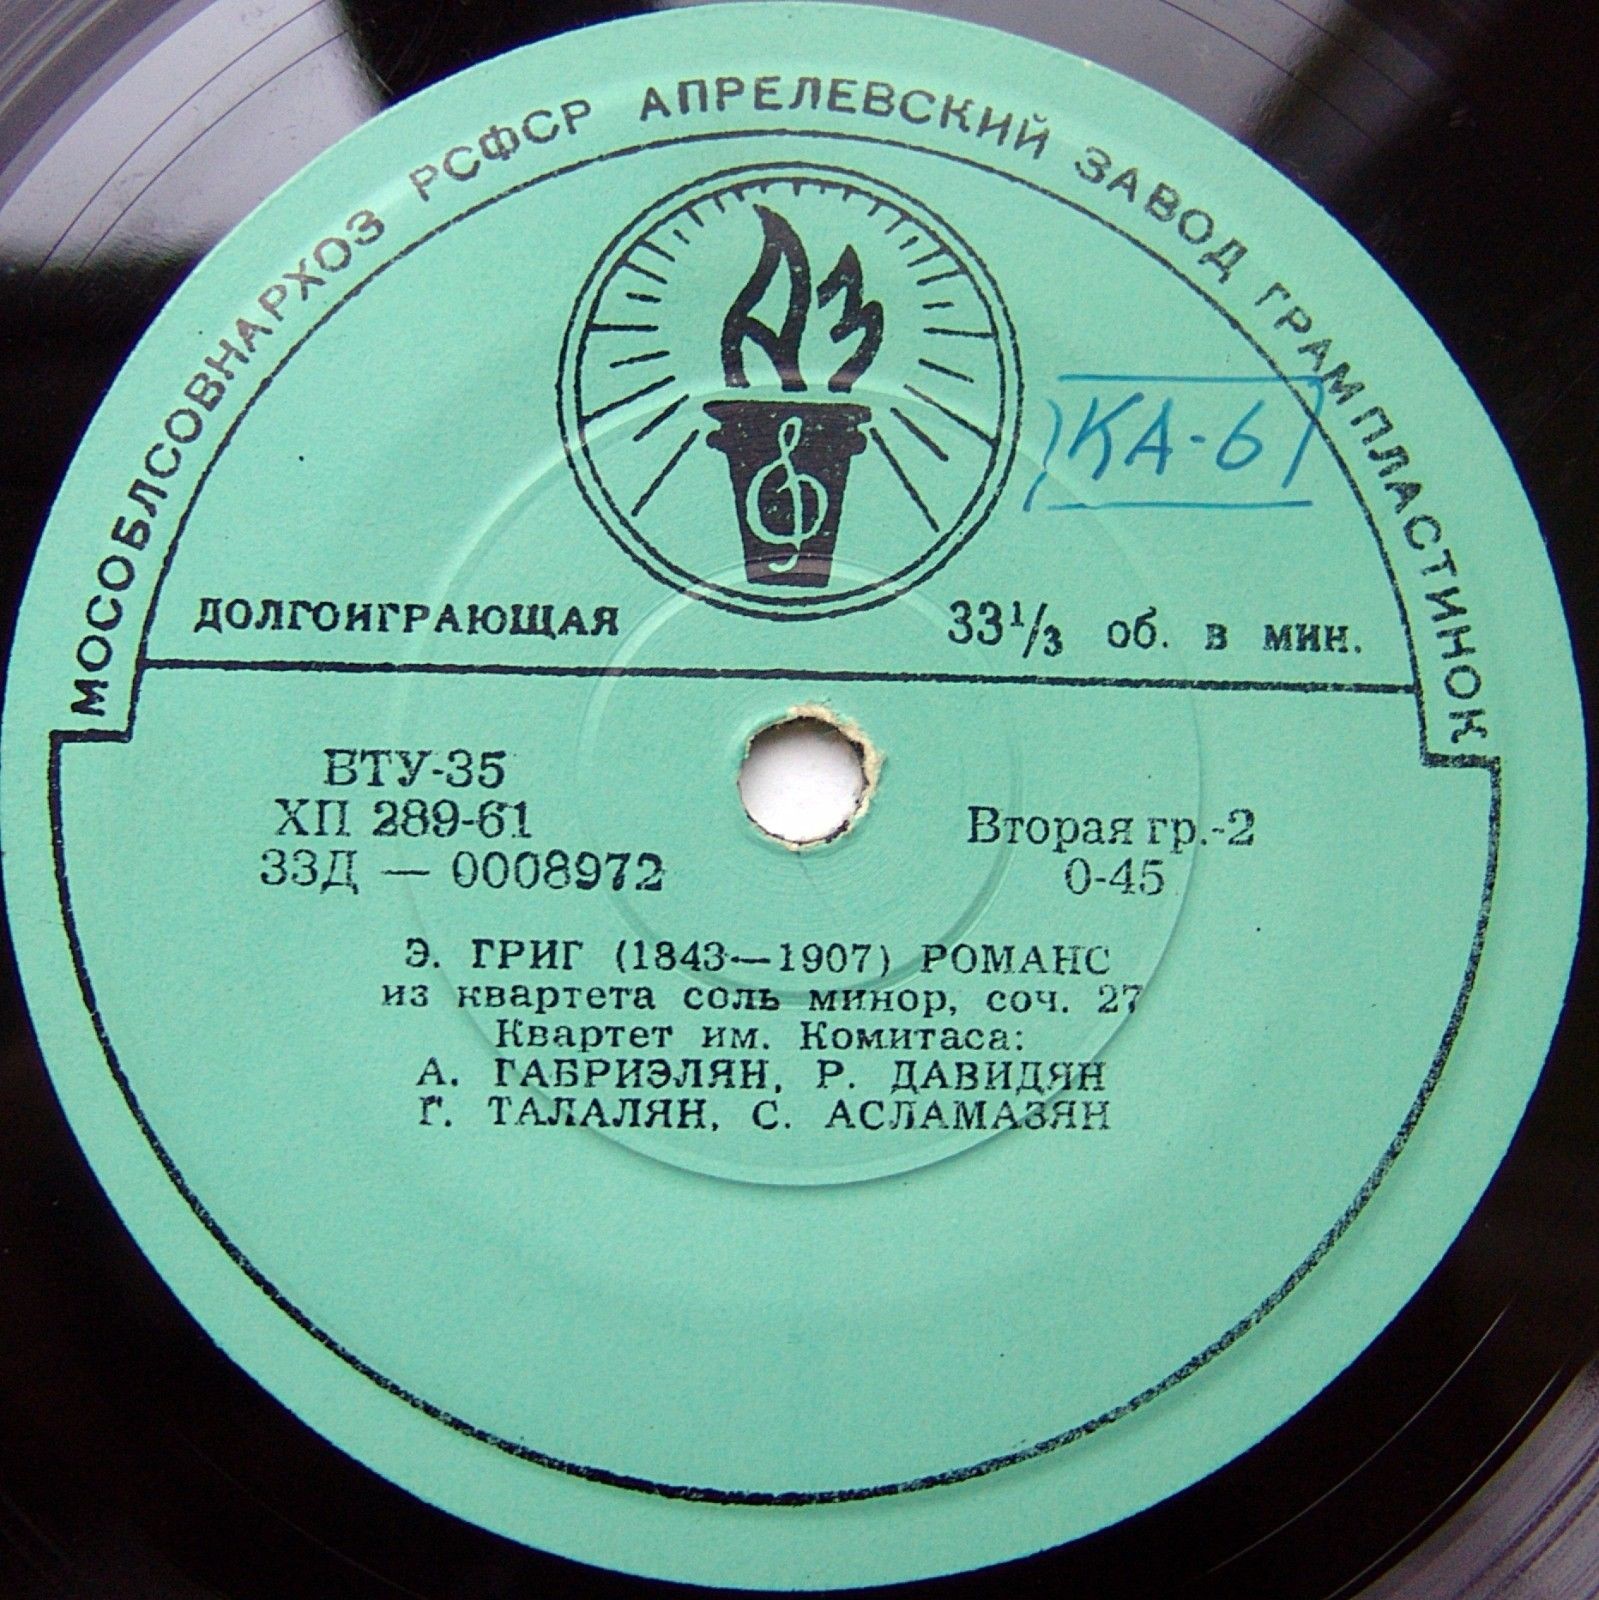 МОСОБЛСОВНАРХОЗ РСФСР АПРЕЛЕВСКИЙ ЗАВОД ГРАМПЛАСТИНОК
АЗ
КА-6
ДОЛГОИГРАЮЩАЯ 33 1/3 об. в мин.
ВТУ-35
ХП 289-61
33Д — 0008972
Вторая гр.-2
0-45
Э. ГРИГ (1843—1907) РОМАНС
из квартета соль минор, соч. 27
Квартет им. Комитаса:
А. ГАБРИЭЛЯН, Р. ДАВИДЯН
Г. ТАЛАЛЯН, С. АСЛАМАЗЯН